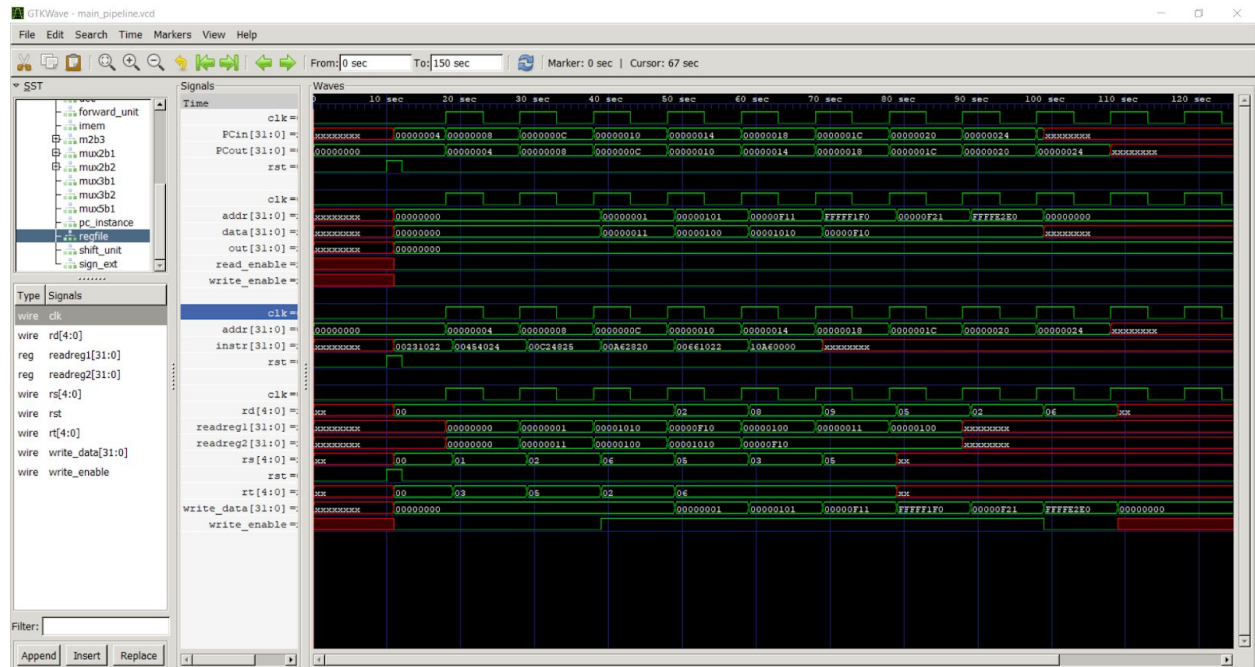 GTKWave - main_pipeline.vcd
File Edit Search Time Markers View Help
From: 0 sec To: 150 sec Marker: 0 sec | Cursor: 67 sec
SST
forward_unit
imem
m2b3
mux2b1
mux2b2
mux3b1
mux3b2
mux5b1
pc_instance
regfile
shift_unit
sign_ext
Type Signals
wire clk
wire rd[4:0]
reg readreg1[31:0]
reg readreg2[31:0]
wire rs[4:0]
wire rst
wire rt[4:0]
wire write_data[31:0]
wire write_enable
Filter:
Append Insert Replace
Signals
Waves
Time 10 sec 20 sec 30 sec 40 sec 50 sec 60 sec 70 sec 80 sec 90 sec 100 sec 110 sec 120 sec
clk=
PCin[31:0] = xxxxxxxx 00000004 00000008 0000000C 00000010 00000014 00000018 0000001C 00000020 00000024 xxxxxxxx
PCout[31:0] = 00000000 00000004 00000008 0000000C 00000010 00000014 00000018 0000001C 00000020 00000024 xxxxxxxx
rst=
clk=
addr[31:0] = xxxxxxxx 00000000 00000001 00000101 00000F11 FFFFF1F0 00000F21 FFFFE2E0 00000000
data[31:0] = xxxxxxxx 00000000 00000011 00000100 00001010 00000F10 xxxxxxxx
out[31:0] = xxxxxxxx 00000000
read_enable=
write_enable=
clk=
addr[31:0] = 00000000 00000004 00000008 0000000C 00000010 00000014 00000018 0000001C 00000020 00000024 xxxxxxxx
instr[31:0] = xxxxxxxx 00231022 00454024 00C24825 00A62820 00661022 10A60000 xxxxxxxx
rst=
clk=
rd[4:0] = xx 00 02 08 09 05 02 06 xx
readreg1[31:0] = xxxxxxxx 00000000 00000001 00001010 00000F10 00000100 00000011 00000100 xxxxxxxx
readreg2[31:0] = xxxxxxxx 00000000 00000011 00000100 00001010 00000F10 xxxxxxxx
rs[4:0] = xx 00 01 02 06 05 03 05 xx
rst=
rt[4:0] = xx 00 03 05 02 06 xx
write_data[31:0] = xxxxxxxx 00000000 00000001 00000101 00000F11 FFFFF1F0 00000F21 FFFFE2E0 00000000
write_enable=